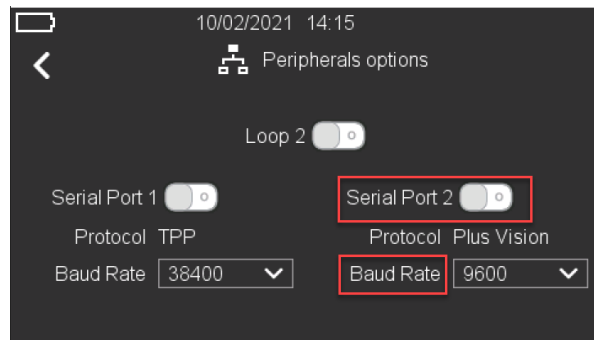 10/02/2021 14:15
Peripherals options
Loop 2
Serial Port 1 Serial Port 2
Protocol TPP Protocol Plus Vision
Baud Rate 38400 Baud Rate 9600